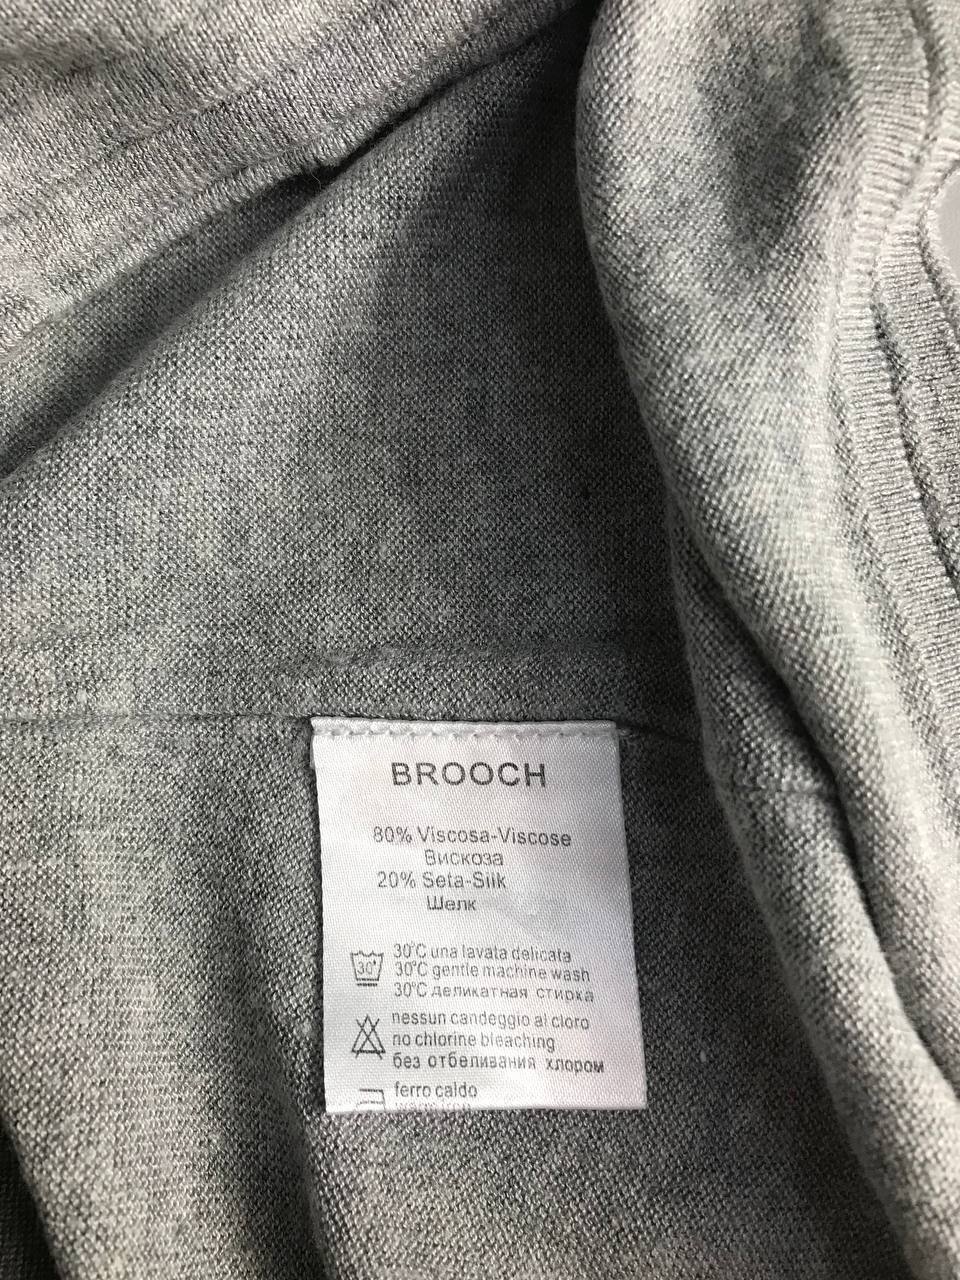 BROOCH
80% Viscosa-Viscose
Вискоза
20% Seta-Silk
Шелк
30°C una lavata delicata
30° 30°C gentle machine wash
30°C деликатная стирка
nessun candeggio al cloro
no chlorine bleaching
без отбеливания хлором
ferro caldo